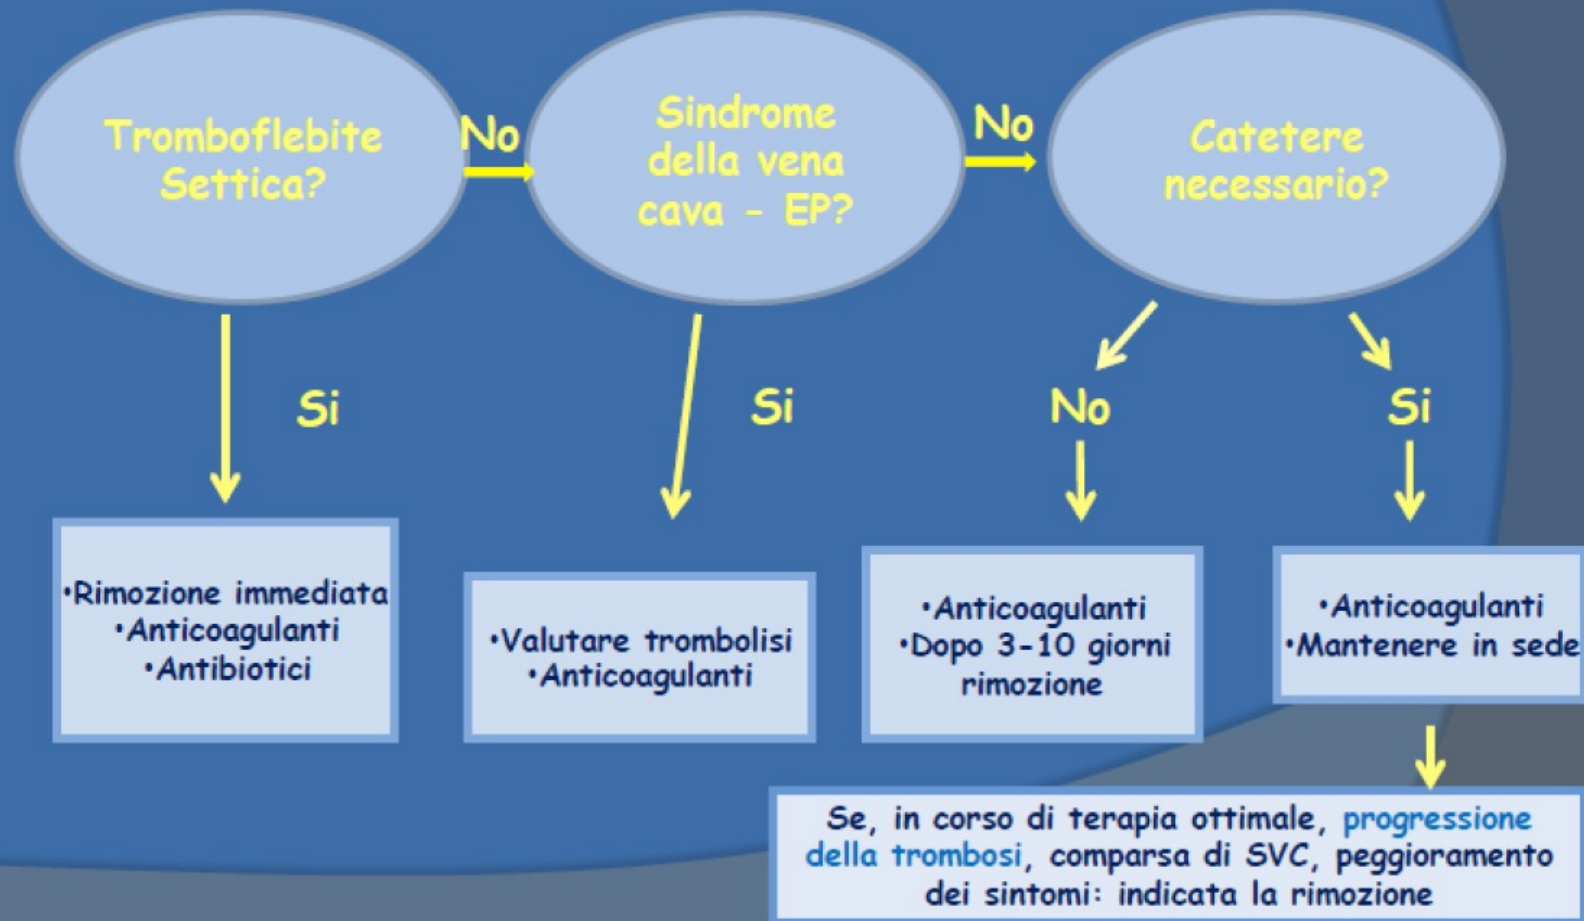 Tromboflebite
Settica?
No
Sindrome
della vena
cava - EP?
No
Catetere
necessario?
Si
Si
No
Si
•Rimozione immediata
•Anticoagulanti
•Antibiotici
•Valutare trombolisi
•Anticoagulanti
•Anticoagulanti
•Dopo 3-10 giorni
rimozione
•Anticoagulanti
•Mantenere in sede
Se, in corso di terapia ottimale, progressione
della trombosi, comparsa di SVC, peggioramento
dei sintomi: indicata la rimozione